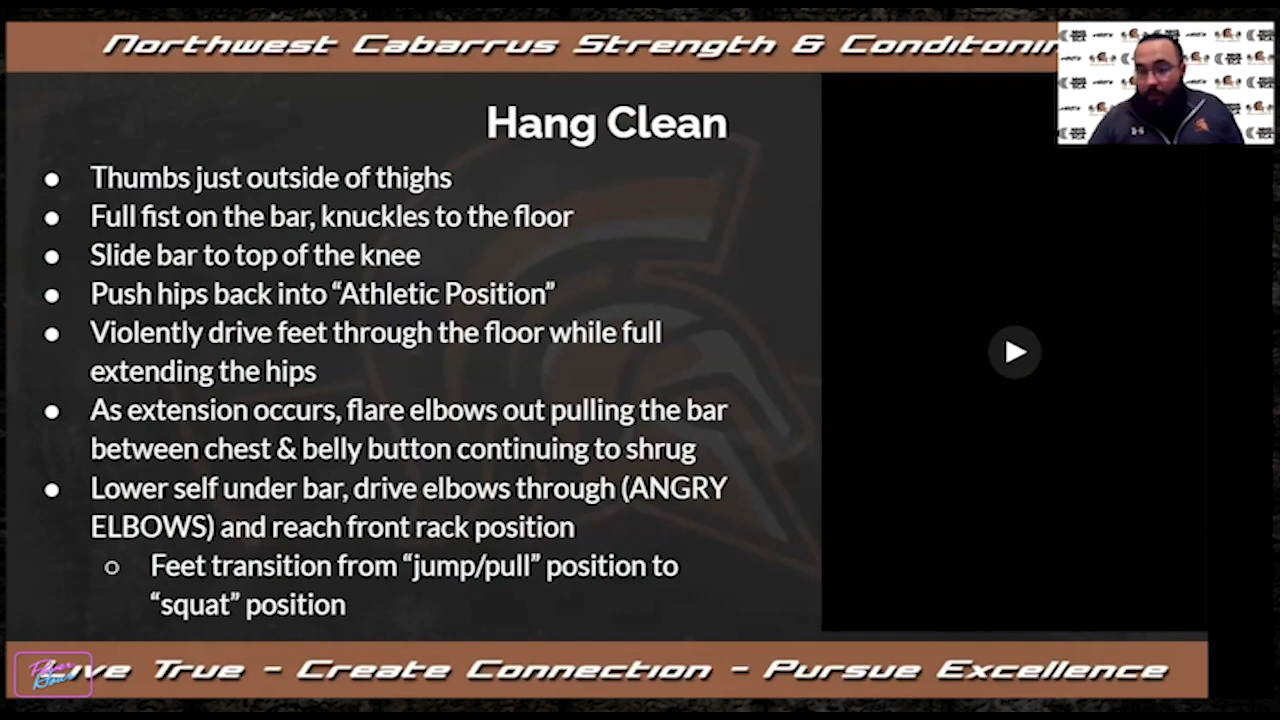 Northwest Cabarrus Strength & Conditonin
Hang Clean
● Thumbs just outside of thighs
● Full fist on the bar, knuckles to the floor
● Slide bar to top of the knee
● Push hips back into “Athletic Position”
● Violently drive feet through the floor while full
extending the hips
● As extension occurs, flare elbows out pulling the bar
between chest & belly button continuing to shrug
● Lower self under bar, drive elbows through (ANGRY
ELBOWS) and reach front rack position
○ Feet transition from “jump/pull” position to
“squat” position
ve True - Create Connection - Pursue Excellence